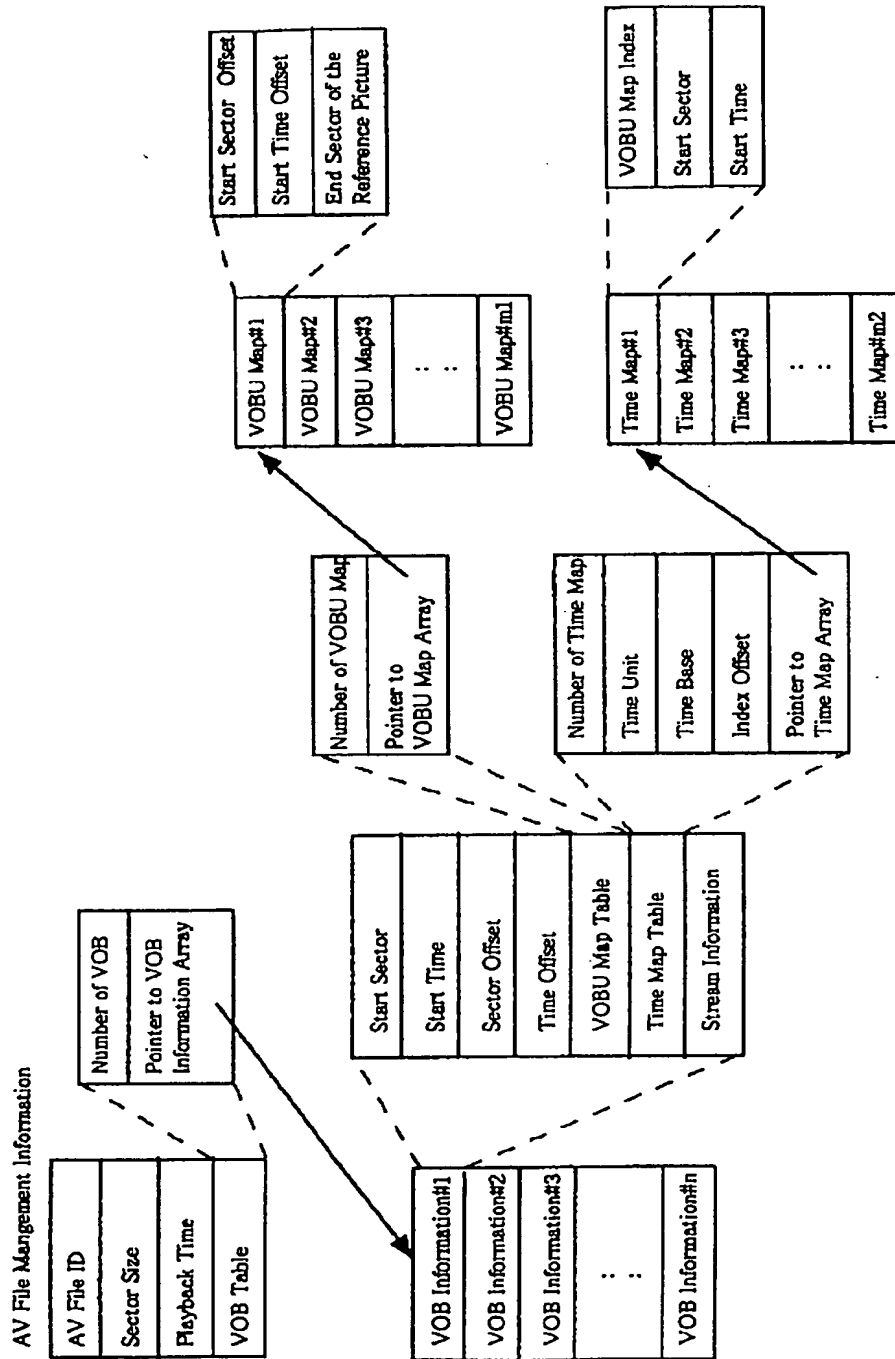 AV File Mangement Information
AV File ID
Sector Size
Playback Time
VOB Table
Number of VOB
Pointer to VOB
Information Array
VOB Information#1
VOB Information#2
VOB Information#3
: :
VOB Information#n
Start Sector
Start Time
Sector Offset
Time Offset
VOBU Map Table
Time Map Table
Stream Information
Number of VOBU Map
Pointer to
VOBU Map Array
Number of Time Map
Time Unit
Time Base
Index Offset
Pointer to
Time Map Array
VOBU Map#1
VOBU Map#2
VOBU Map#3
: :
VOBU Map#m1
Start Sector Offset
Start Time Offset
End Sector of the
Reference Picture
Time Map#1
Time Map#2
Time Map#3
: :
Time Map#m2
VOBU Map Index
Start Sector
Start Time